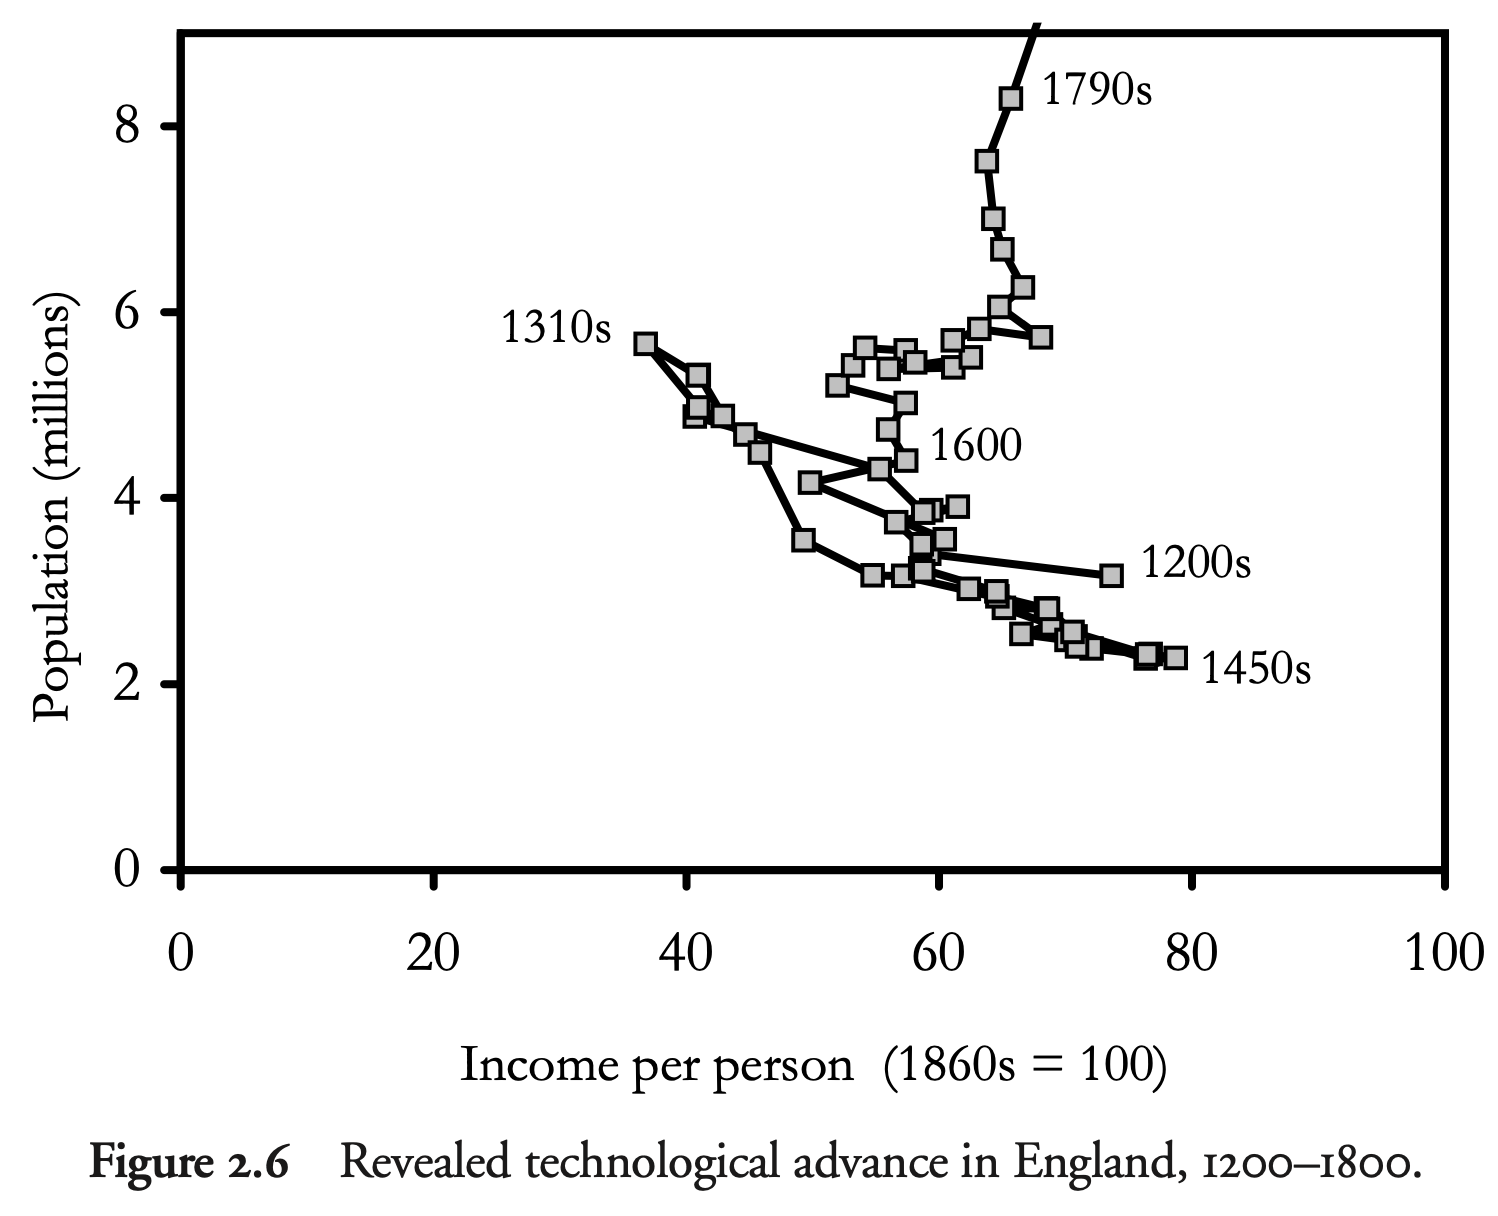 1790s
8
6
1310s
1600
4
1200s
1450s
2
0
0 20 40 60 80 100
Population (millions)
Income per person (1860s = 100)
Figure 2.6 Revealed technological advance in England, 1200–1800.